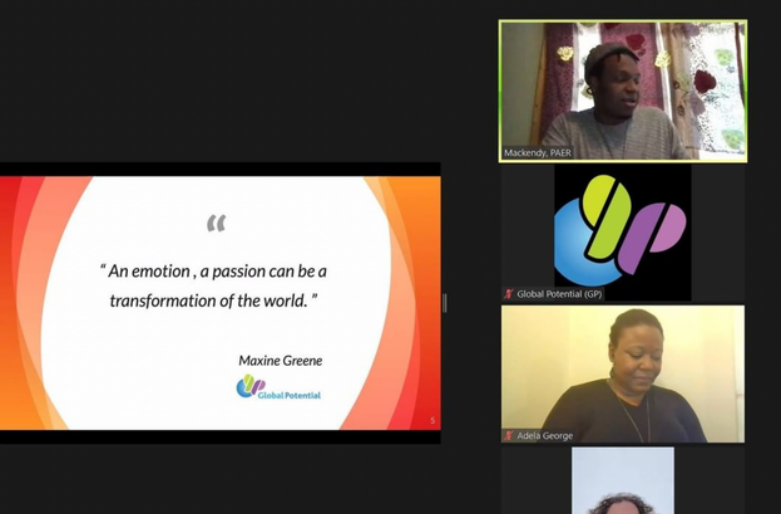 “
“ An emotion , a passion can be a
transformation of the world. ”
Maxine Greene
Global Potential
5
Mackendy, PAER
Global Potential (GP)
Adela George